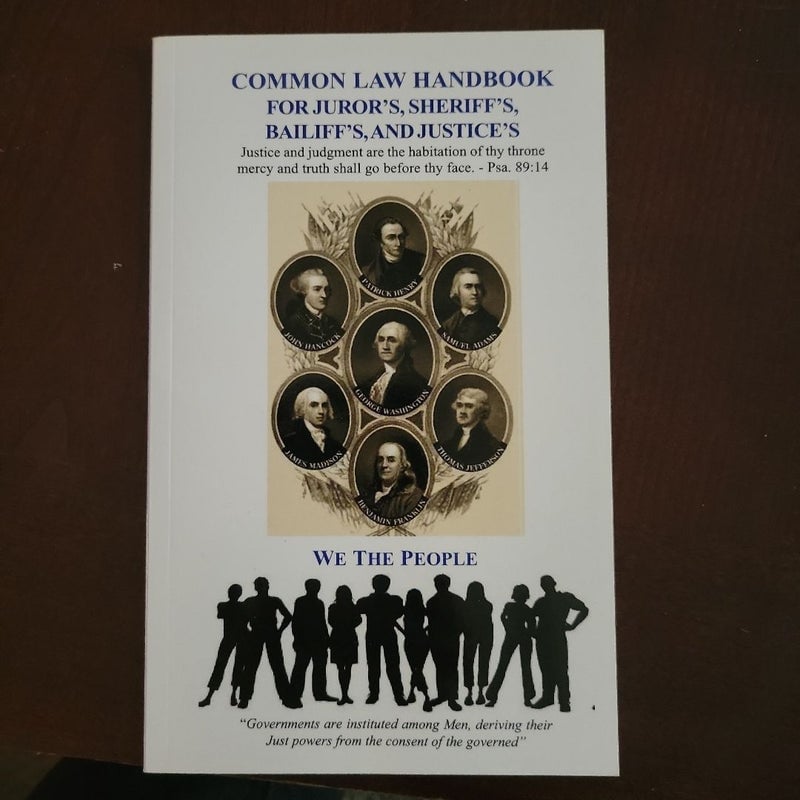 COMMON LAW HANDBOOK
FOR JUROR'S, SHERIFF'S,
BAILIFF'S, AND JUSTICE'S
Justice and judgment are the habitation of thy throne
mercy and truth shall go before thy face. - Psa. 89:14
PATRICK HENRY
JOHN HANCOCK
SAMUEL ADAMS
GEORGE WASHINGTON
JAMES MADISON
THOMAS JEFFERSON
BENJAMIN FRANKLIN
WE THE PEOPLE
“Governments are instituted among Men, deriving their
Just powers from the consent of the governed”